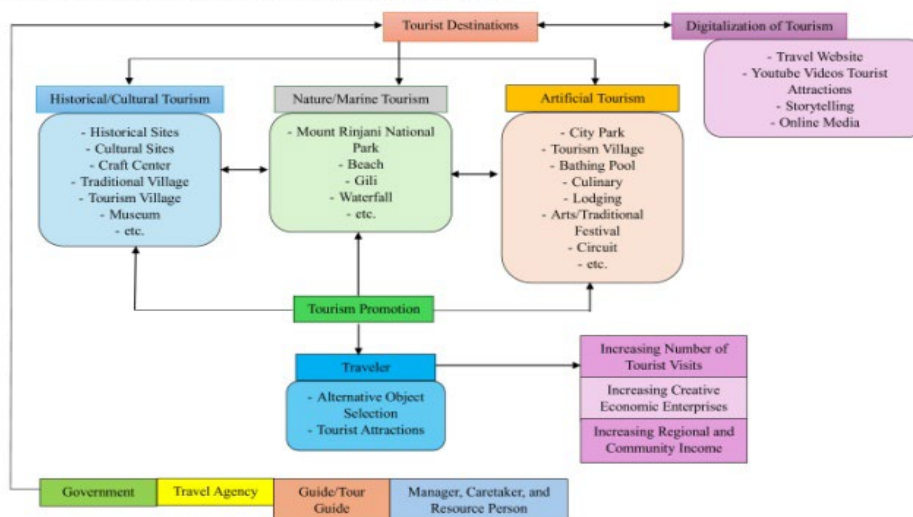 Tourist Destinations
Digitalization of Tourism
- Travel Website
- Youtube Videos Tourist
Attractions
- Storytelling
- Online Media
Historical/Cultural Tourism
- Historical Sites
- Cultural Sites
- Craft Center
- Traditional Village
- Tourism Village
- Museum
- etc.
Nature/Marine Tourism
- Mount Rinjani National
Park
- Beach
- Gili
- Waterfall
- etc.
Artificial Tourism
- City Park
- Tourism Village
- Bathing Pool
- Culinary
- Lodging
- Arts/Traditional
Festival
- Circuit
- etc.
Tourism Promotion
Traveler
- Alternative Object
Selection
- Tourist Attractions
Increasing Number of
Tourist Visits
Increasing Creative
Economic Enterprises
Increasing Regional and
Community Income
Government
Travel Agency
Guide/Tour
Guide
Manager, Caretaker, and
Resource Person